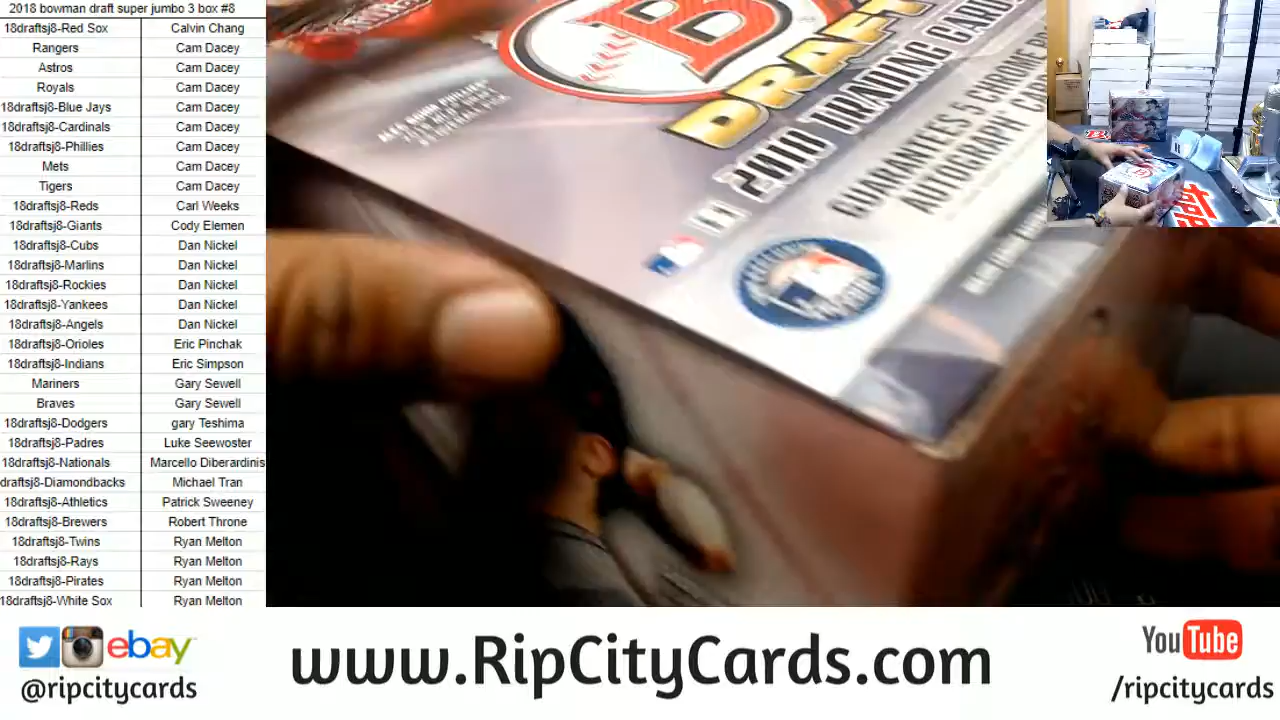 2018 bowman draft super jumbo 3 box #8
18draftsj8-Red Sox Calvin Chang
Rangers Cam Dacey
Astros Cam Dacey
Royals Cam Dacey
18draftsj8-Blue Jays Cam Dacey
18draftsj8-Cardinals Cam Dacey
18draftsj8-Phillies Cam Dacey
Mets Cam Dacey
Tigers Cam Dacey
18draftsj8-Reds Carl Weeks
18draftsj8-Giants Cody Elemen
18draftsj8-Cubs Dan Nickel
18draftsj8-Marlins Dan Nickel
18draftsj8-Rockies Dan Nickel
18draftsj8-Yankees Dan Nickel
18draftsj8-Angels Dan Nickel
18draftsj8-Orioles Eric Pinchak
18draftsj8-Indians Eric Simpson
Mariners Gary Sewell
Braves Gary Sewell
18draftsj8-Dodgers gary Teshima
18draftsj8-Padres Luke Seewoster
18draftsj8-Nationals Marcello Diberardinis
draftsj8-Diamondbacks Michael Tran
18draftsj8-Athletics Patrick Sweeney
18draftsj8-Brewers Robert Throne
18draftsj8-Twins Ryan Melton
18draftsj8-Rays Ryan Melton
18draftsj8-Pirates Ryan Melton
18draftsj8-White Sox Ryan Melton
B
DRAFT
TRADING CARDS
GUARANTEES 5 CHROME
AUTOGRAPH
ebay
@ripcitycards
www.RipCityCards.com
YouTube
/ripcitycards